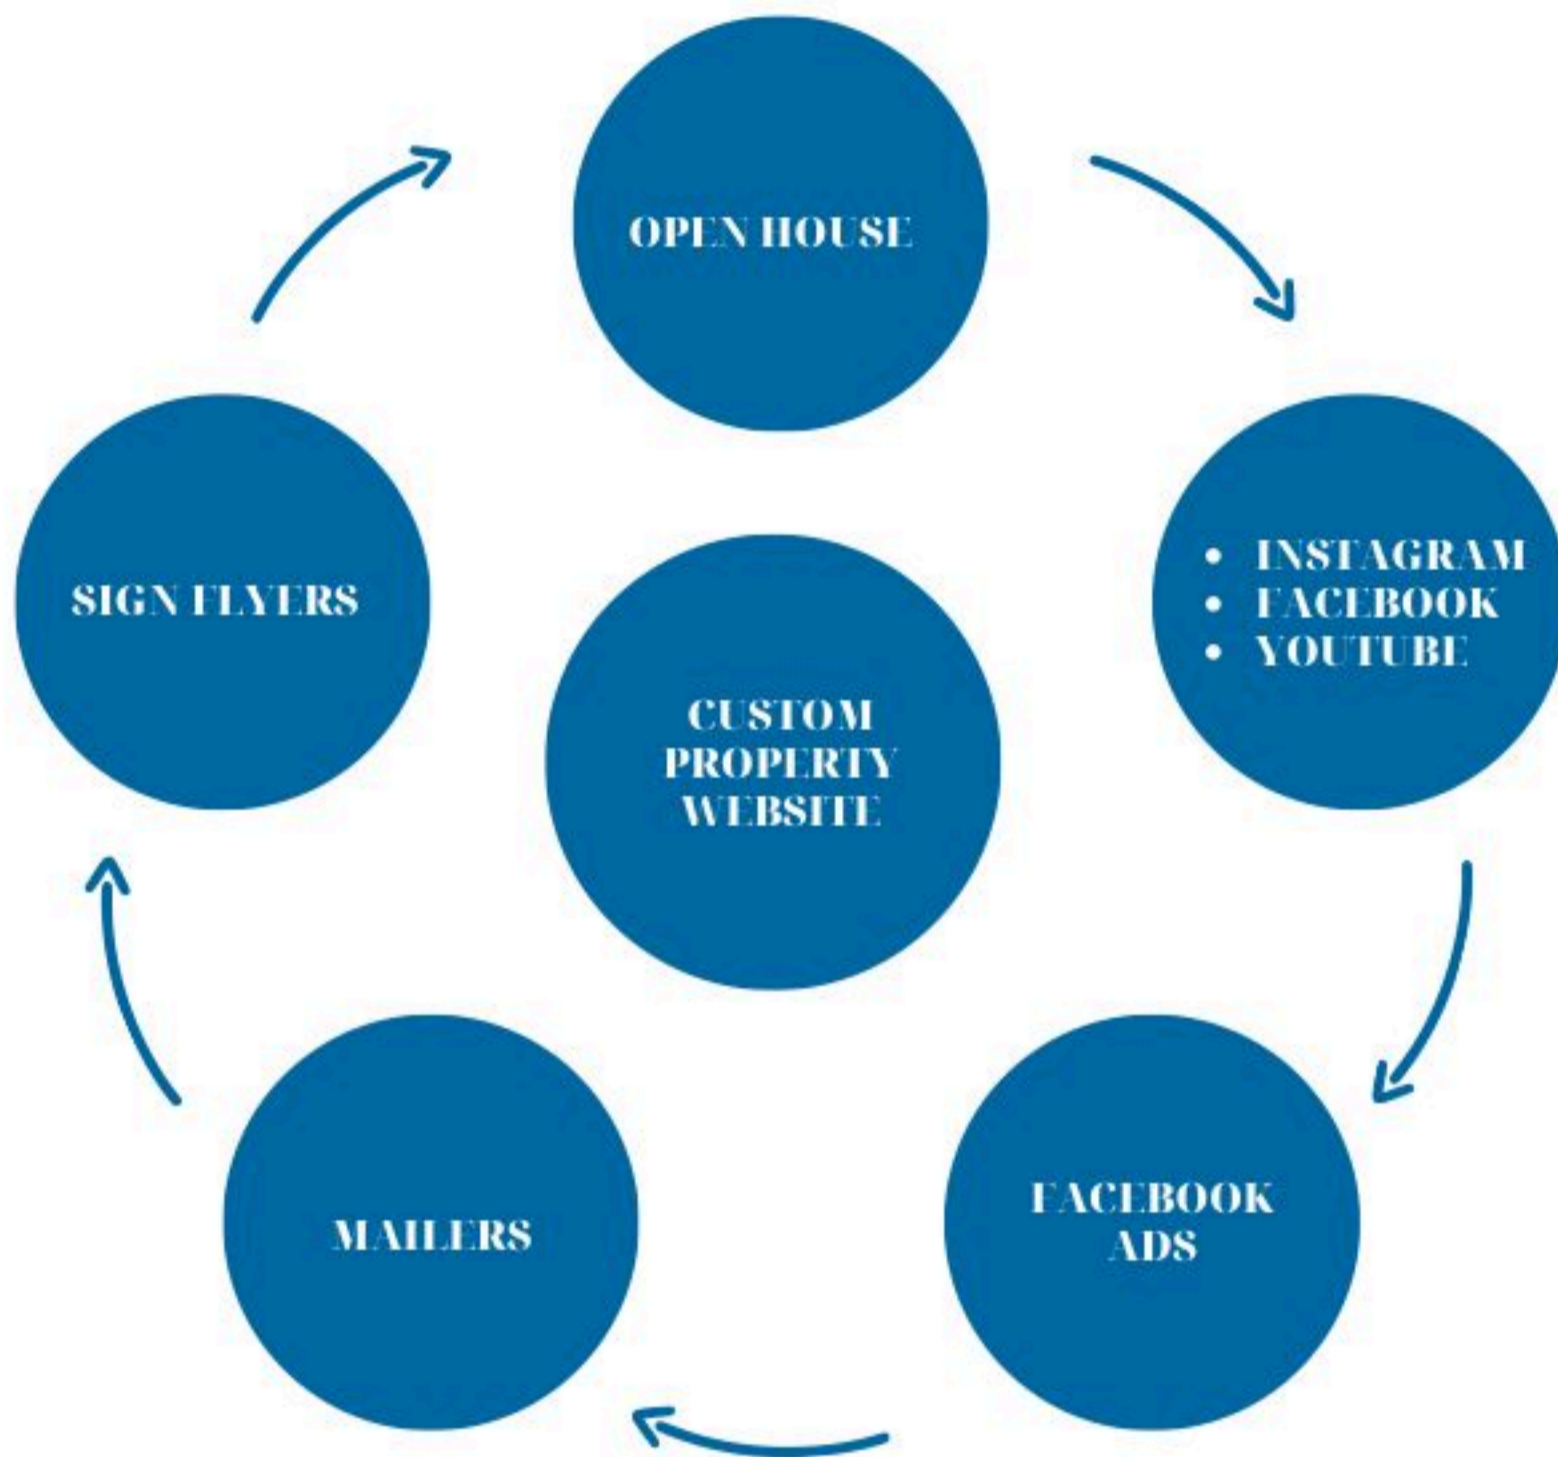 OPEN HOUSE
• INSTAGRAM
• FACEBOOK
• YOUTUBE
SIGN FLYERS
CUSTOM
PROPERTY
WEBSITE
FACEBOOK
ADS
MAILERS